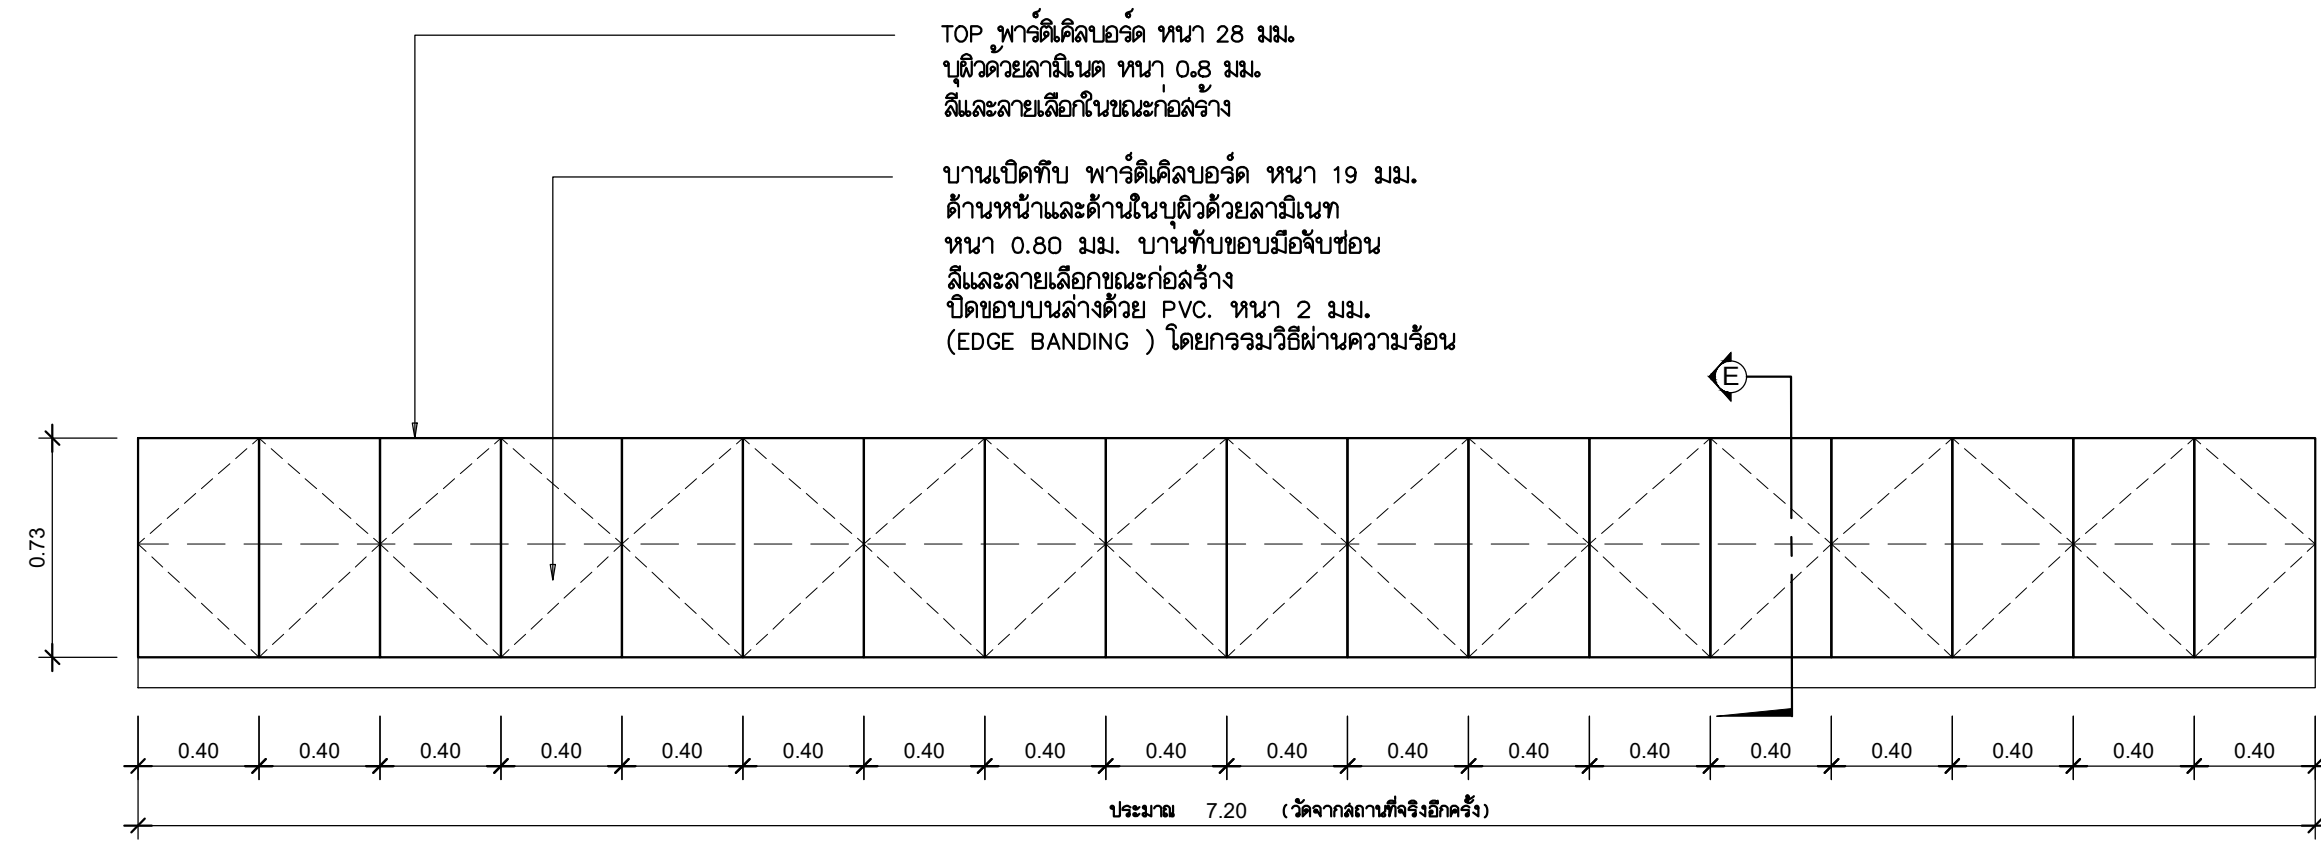 TOP พาร์ติเคิลบอร์ด หนา 28 มม.
บุผิวด้วยลามิเนต หนา 0.8 มม.
สีและลายเลือกในขณะก่อสร้าง
บานเปิดทึบ พาร์ติเคิลบอร์ด หนา 19 มม.
ด้านหน้าและด้านในบุผิวด้วยลามิเนท
หนา 0.80 มม. บานทับขอบมือจับซ่อน
สีและลายเลือกขณะก่อสร้าง
ปิดขอบบนล่างด้วย PVC. หนา 2 มม.
(EDGE BANDING ) โดยกรรมวิธีผ่านความร้อน
E
0.73
0.40 0.40 0.40 0.40 0.40 0.40 0.40 0.40 0.40 0.40 0.40 0.40 0.40 0.40 0.40 0.40 0.40 0.40
ประมาณ 7.20 (วัดจากสถานที่จริงอีกครั้ง)